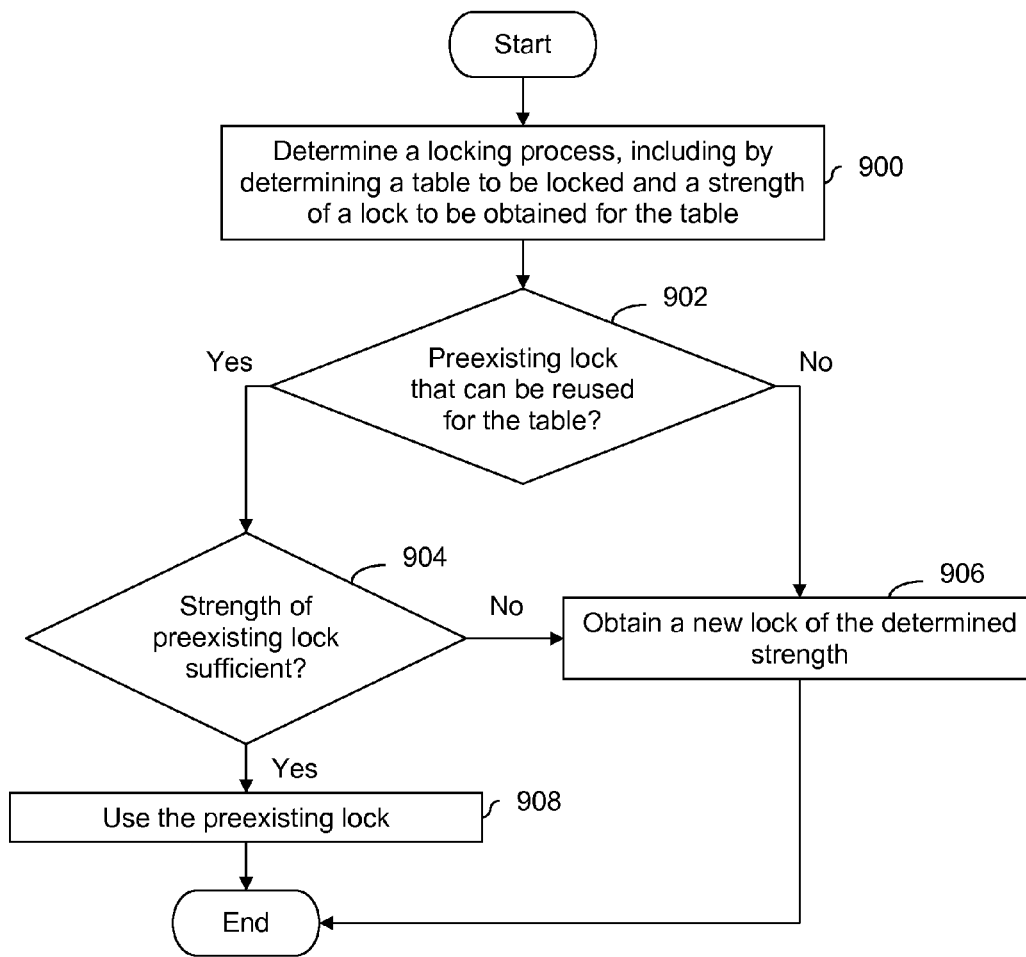 Start
Determine a locking process, including by
determining a table to be locked and a strength
of a lock to be obtained for the table
900
902
Yes
Preexisting lock
that can be reused
for the table?
No
904
Strength of
preexisting lock
sufficient?
No
906
Obtain a new lock of the determined
strength
Yes
Use the preexisting lock
908
End